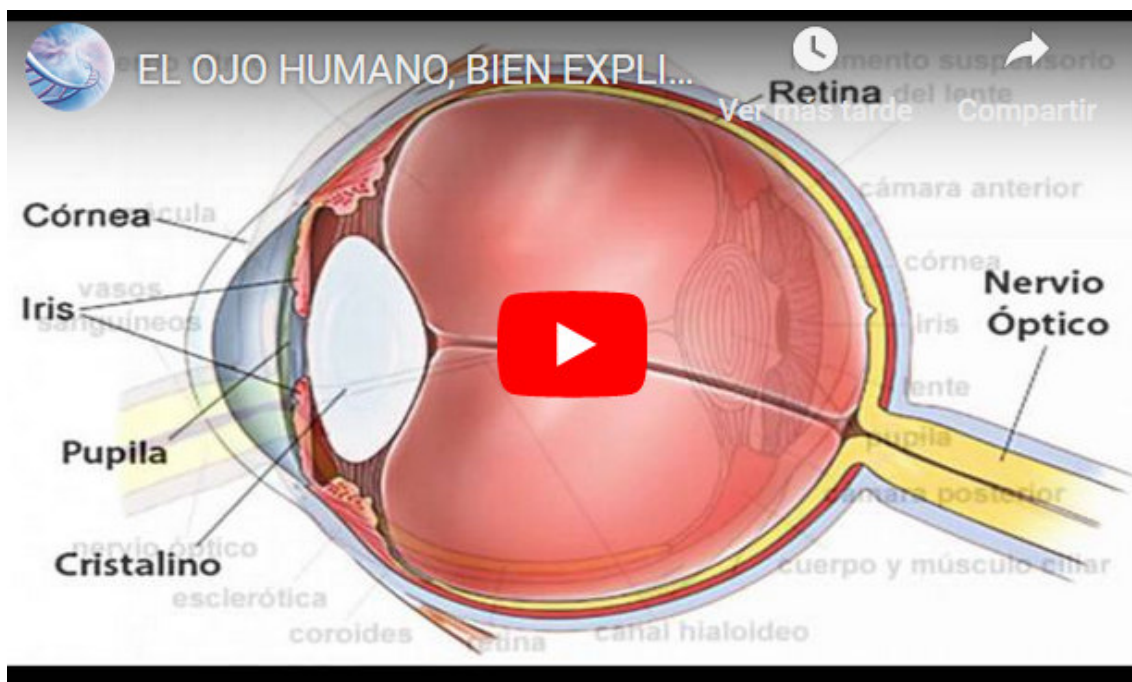 EL OJO HUMANO, BIEN EXPLI...
Ver más tarde
Compartir
Retina
Córnea
Iris
Pupila
Cristalino
Nervio
Óptico
mácula
vasos
sanguíneos
nervio óptico
esclerótica
coroides
retina
canal hialoideo
cuerpo y músculo ciliar
cámara posterior
pupila
lente
iris
córnea
cámara anterior
suspensorio
del lente